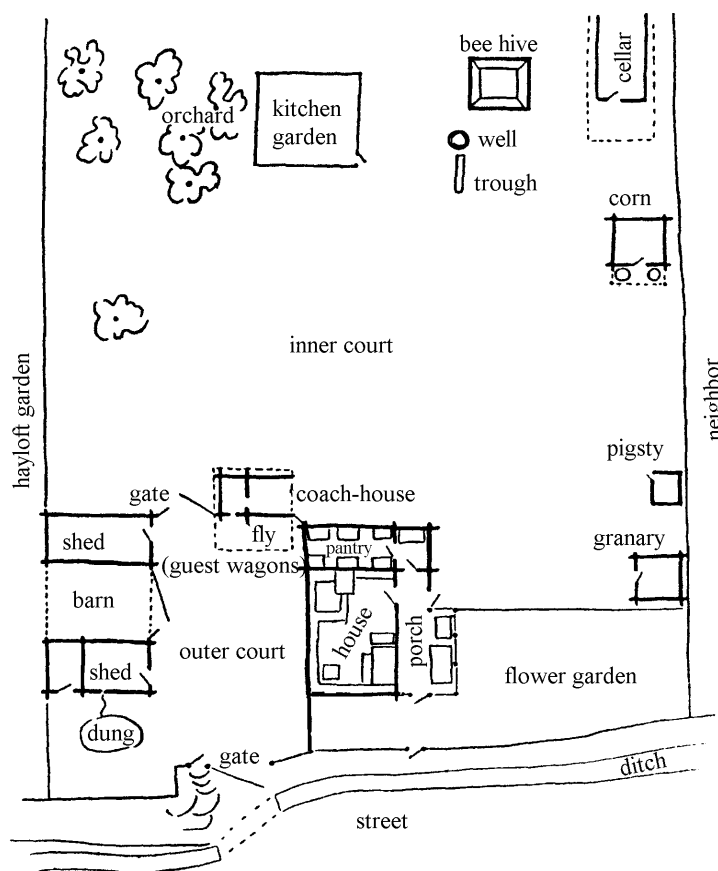 bee hive
cellar
orchard
kitchen
garden
well
trough
corn
inner court
hayloft garden
neighbor
pigsty
gate
coach-house
fly
shed
pantry
granary
(guest wagons)
barn
house
porch
outer court
shed
flower garden
dung
gate
ditch
street